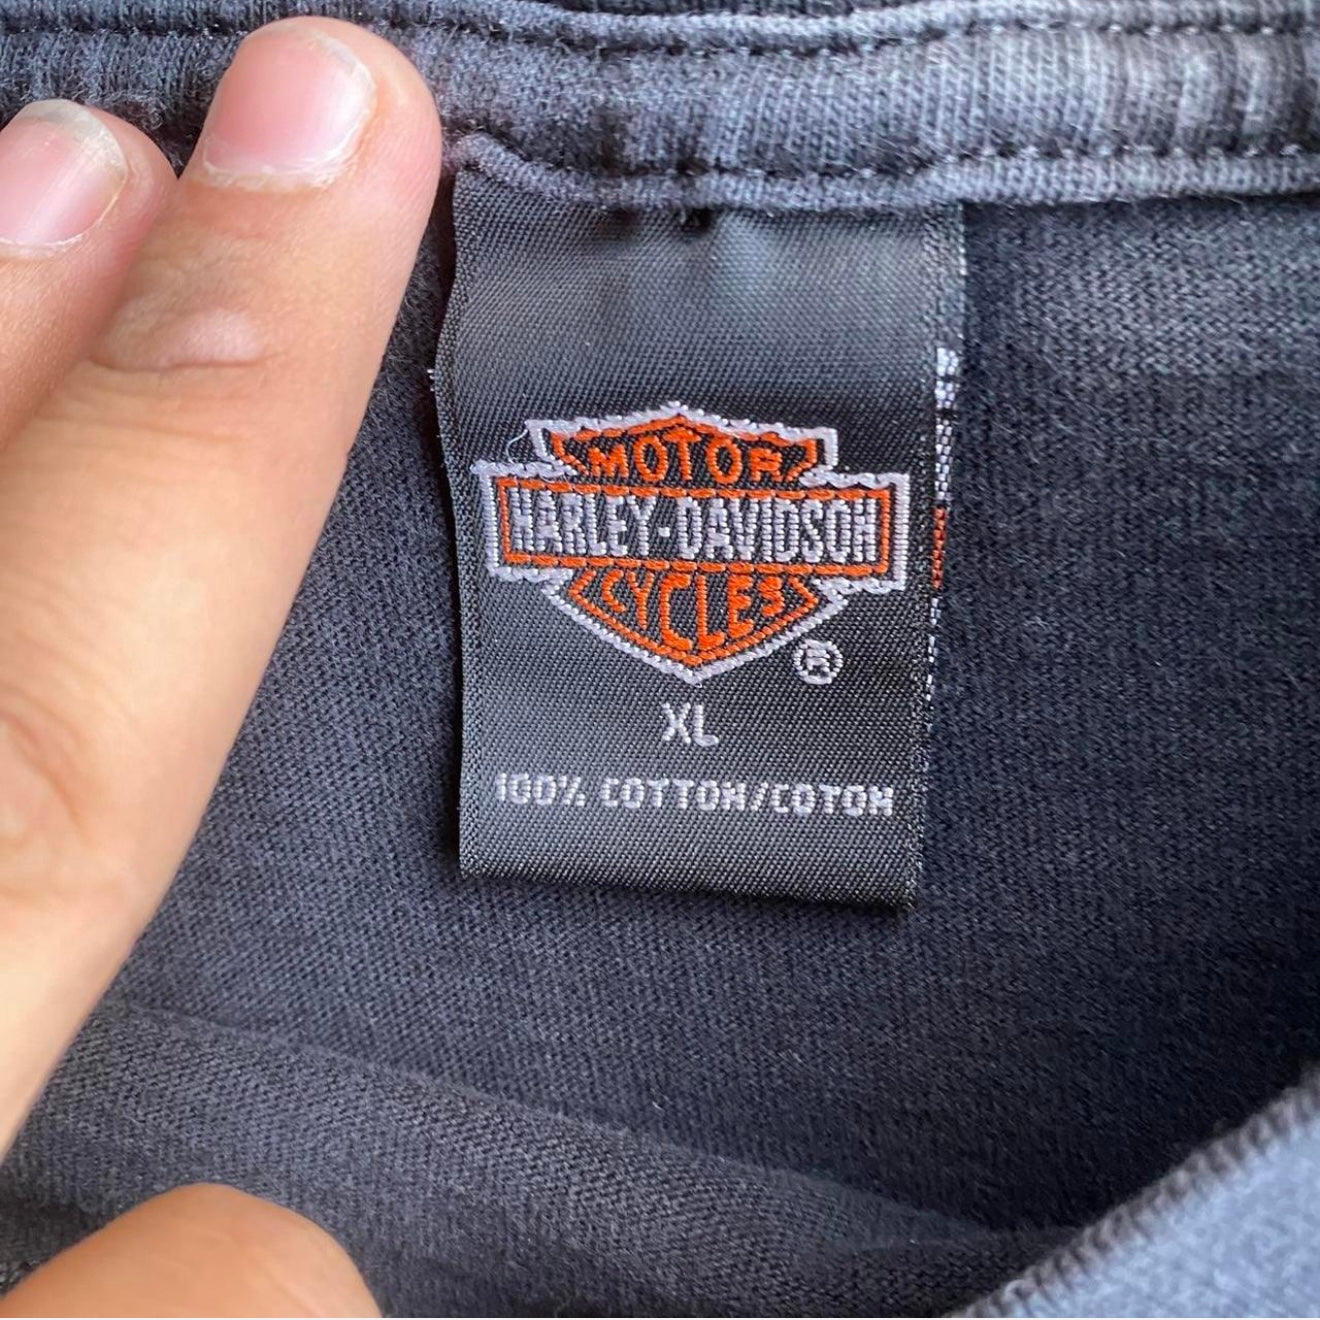 MOTOR
HARLEY-DAVIDSON
CYCLES
®
XL
100% COTTON/COTON